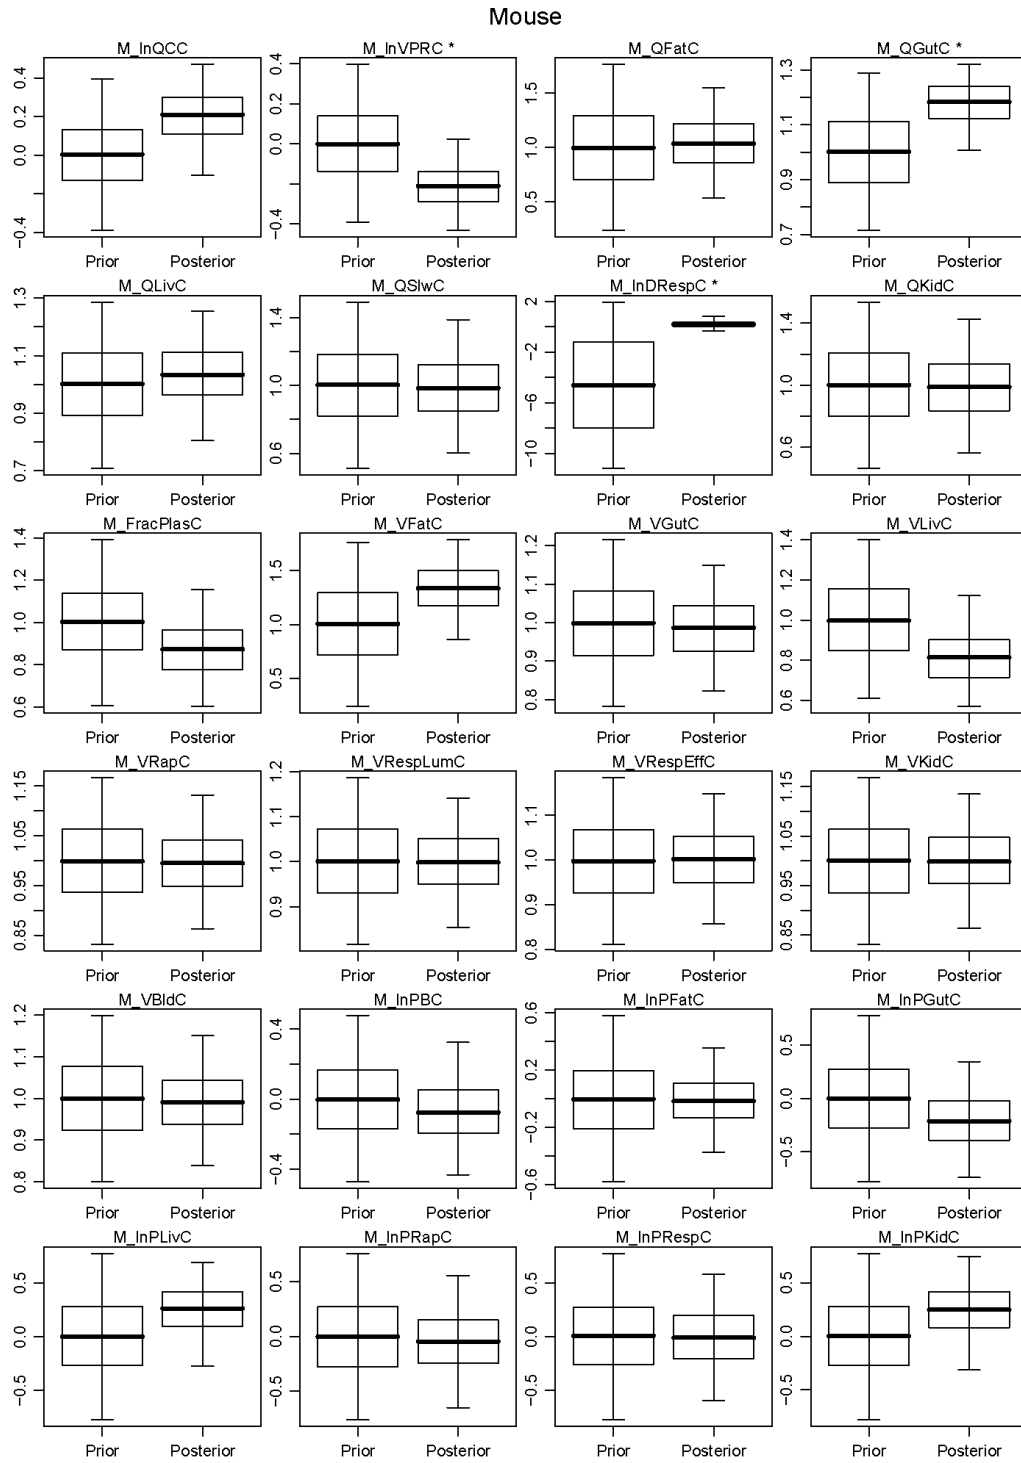 Mouse
M_lnQCC
0.4
0.2
0.0
−0.4
Prior Posterior
M_lnVPRC *
0.4
0.2
0.0
−0.4
Prior Posterior
M_QFatC
1.5
1.0
0.5
Prior Posterior
M_QGutC *
1.3
1.1
0.9
0.7
Prior Posterior
M_QLivC
1.3
1.1
0.9
0.7
Prior Posterior
M_QSlwC
1.4
1.0
0.6
Prior Posterior
M_lnDRespC *
2
−2
−6
−10
Prior Posterior
M_QKidC
1.4
1.0
0.6
Prior Posterior
M_FracPlasC
1.4
1.2
1.0
0.8
0.6
Prior Posterior
M_VFatC
1.5
1.0
0.5
Prior Posterior
M_VGutC
1.2
1.1
1.0
0.9
0.8
Prior Posterior
M_VLivC
1.4
1.2
1.0
0.8
0.6
Prior Posterior
M_VRapC
1.15
1.05
0.95
0.85
Prior Posterior
M_VRespLumC
1.2
1.1
1.0
0.9
Prior Posterior
M_VRespEffC
1.1
1.0
0.9
0.8
Prior Posterior
M_VKidC
1.15
1.05
0.95
0.85
Prior Posterior
M_VBldC
1.2
1.1
1.0
0.9
0.8
Prior Posterior
M_lnPBC
0.4
0.0
−0.4
Prior Posterior
M_lnPFatC
0.6
0.2
−0.2
−0.6
Prior Posterior
M_lnPGutC
0.5
0.0
−0.5
Prior Posterior
M_lnPLivC
0.5
0.0
−0.5
Prior Posterior
M_lnPRapC
0.5
0.0
−0.5
Prior Posterior
M_lnPRespC
0.5
0.0
−0.5
Prior Posterior
M_lnPKidC
0.5
0.0
−0.5
Prior Posterior